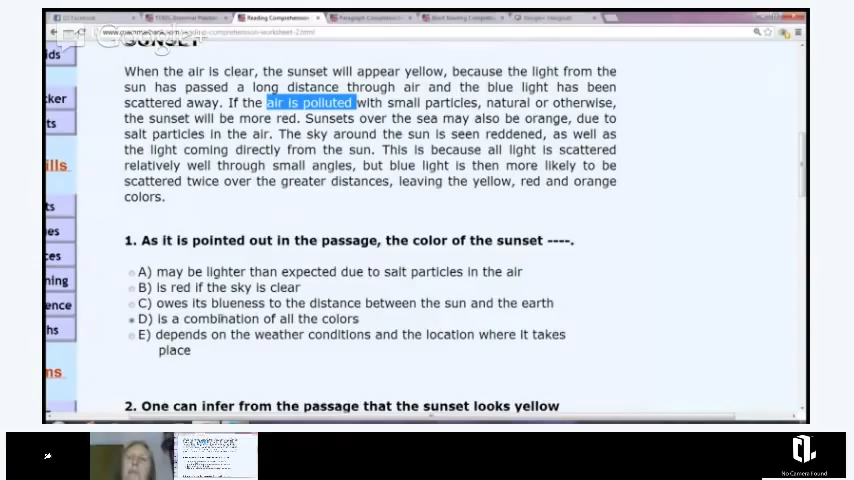 Facebook
Reading Comprehension
SUNSET
ids
When the air is clear, the sunset will appear yellow, because the light from the
sun has passed a long distance through air and the blue light has been
cker
scattered away. If the air is polluted with small particles, natural or otherwise,
ts
the sunset will be more red. Sunsets over the sea may also be orange, due to
salt particles in the air. The sky around the sun is seen reddened, as well as
the light coming directly from the sun. This is because all light is scattered
ills
relatively well through small angles, but blue light is then more likely to be
scattered twice over the greater distances, leaving the yellow, red and orange
colors.
ts
es
1. As it is pointed out in the passage, the color of the sunset ----.
ces
A) may be lighter than expected due to salt particles in the air
ning
B) is red if the sky is clear
ence
C) owes its blueness to the distance between the sun and the earth
D) is a combination of all the colors
hs
E) depends on the weather conditions and the location where it takes
place
ns
2. One can infer from the passage that the sunset looks yellow
No Camera Found